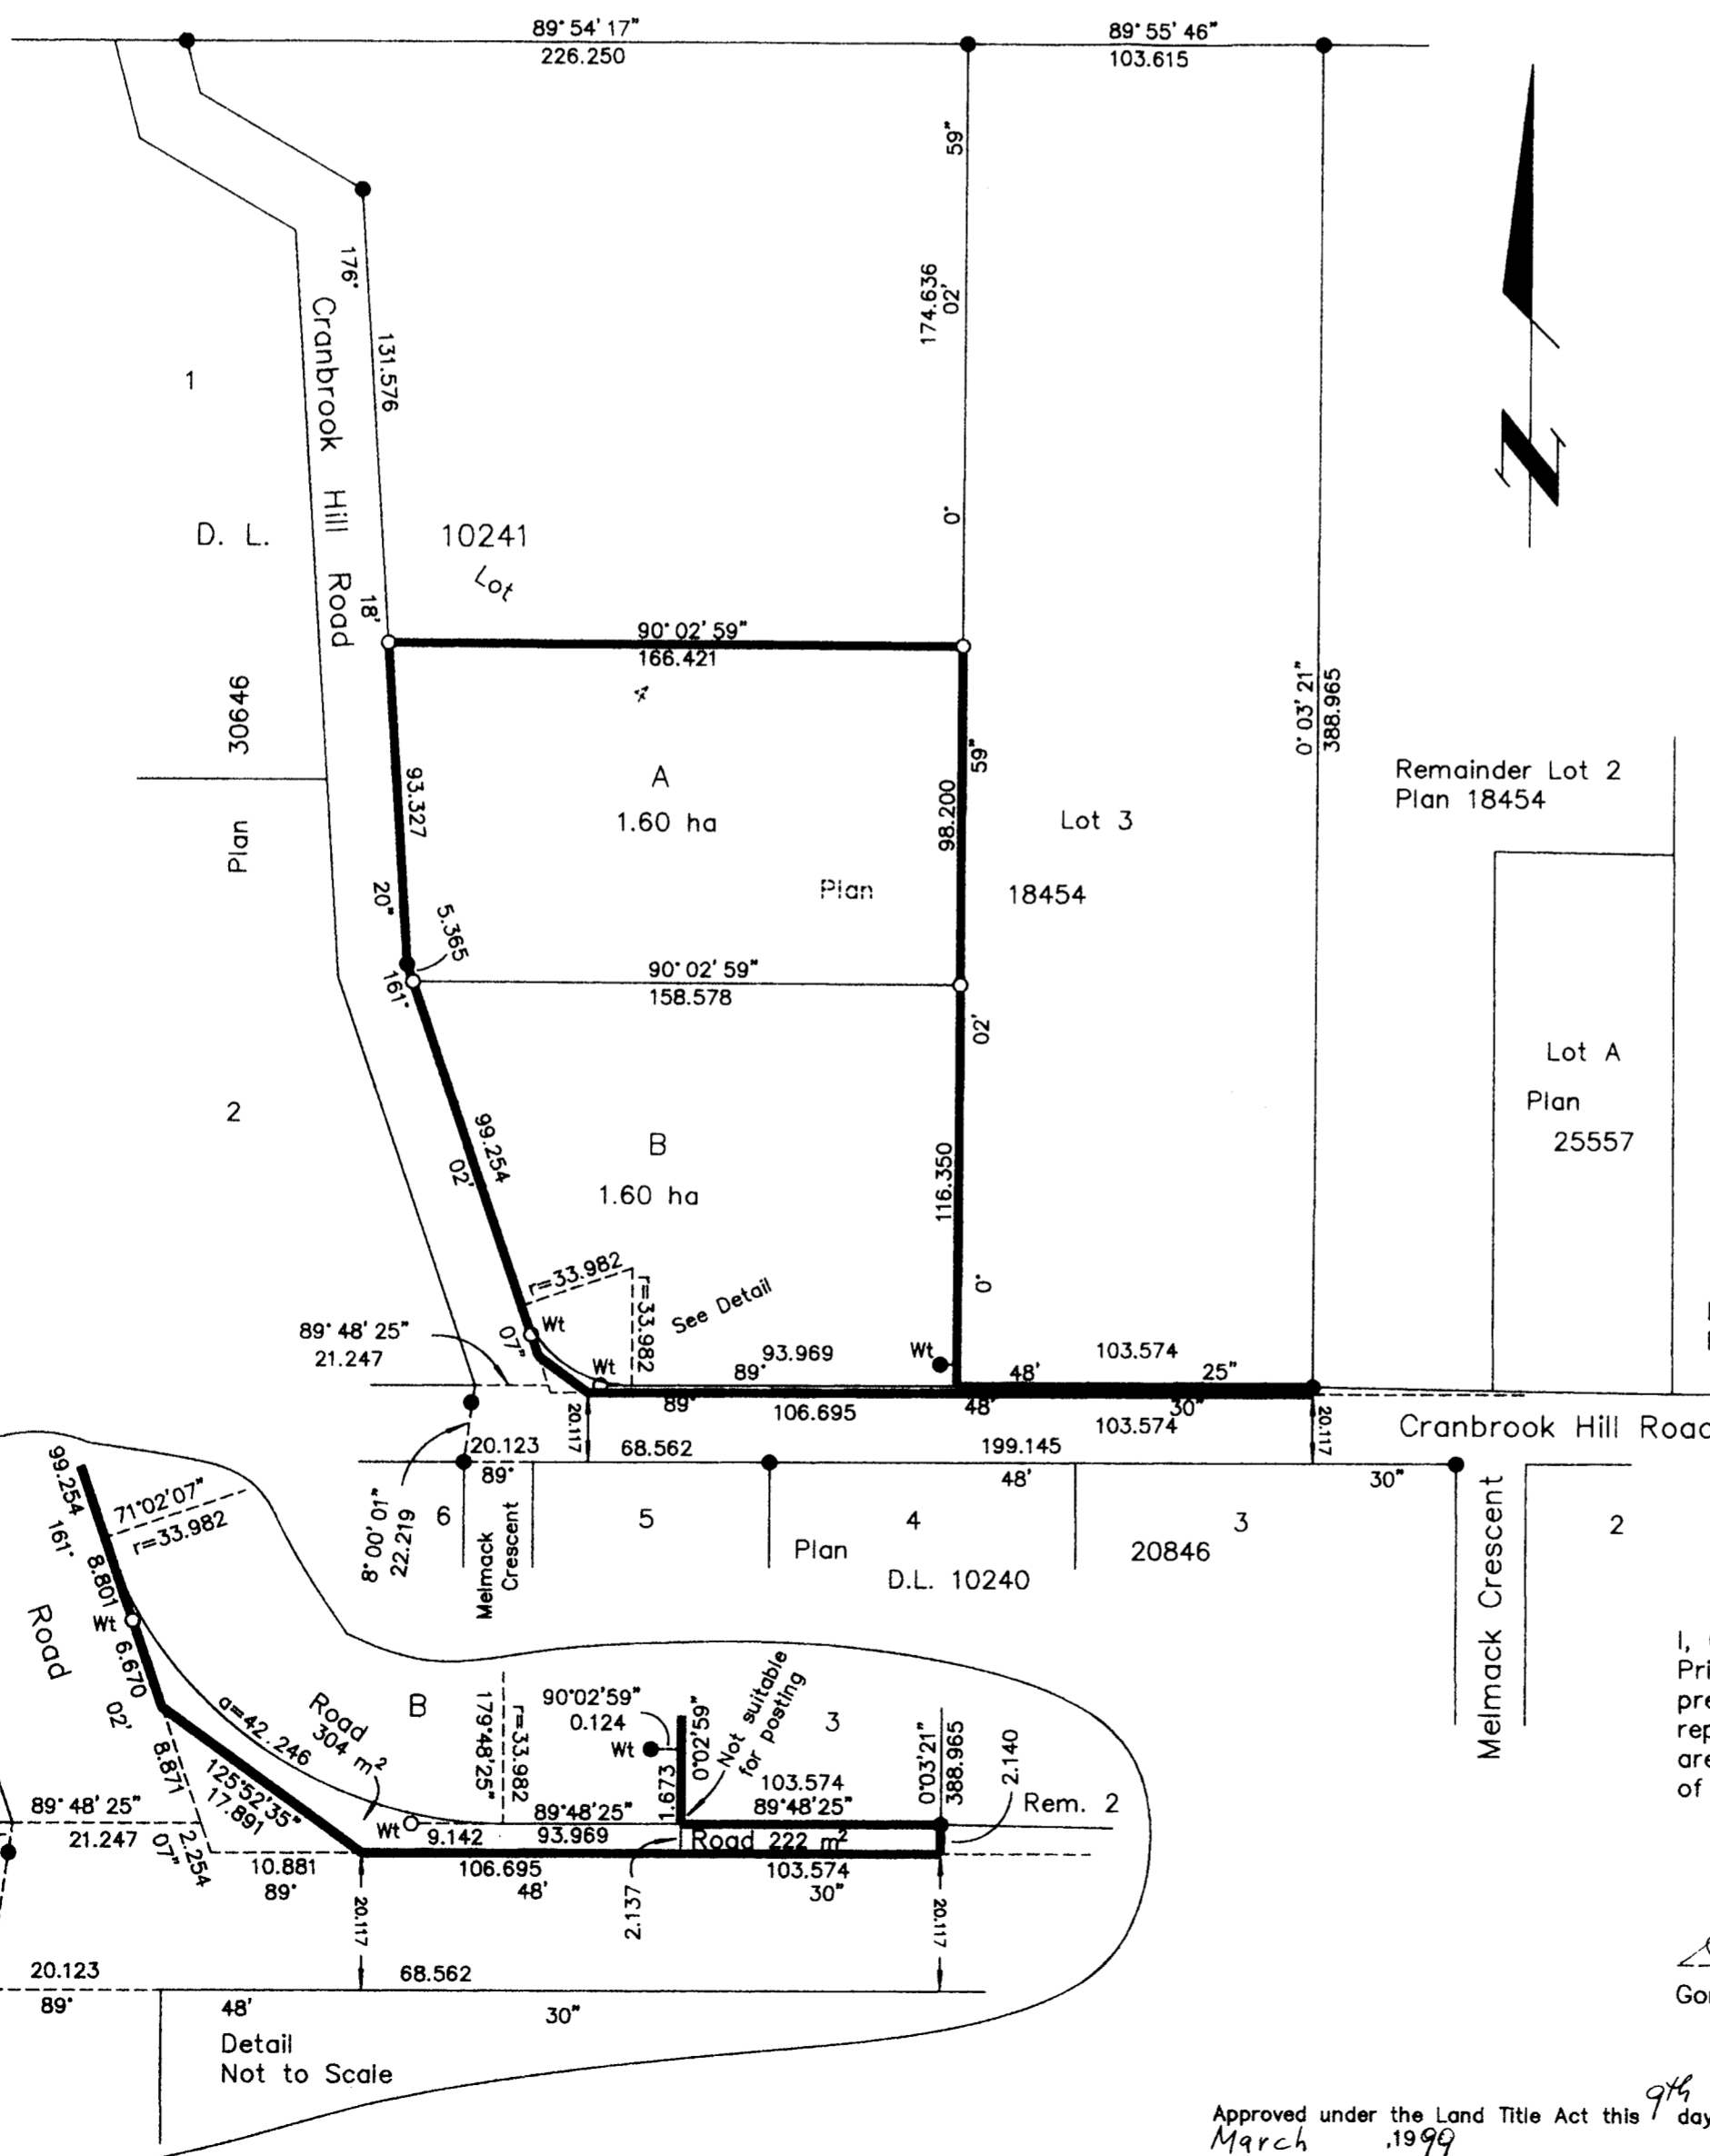 89° 54' 17"
226.250
89° 55' 46"
103.615
59"
174.636
02'
0°
176°
131.576
18'
Cranbrook Hill Road
1
D. L.
10241
Lot
4
90° 02' 59"
166.421
30646
Plan
93.327
20"
5.365
161°
A
1.60 ha
59"
98.200
Lot 3
Plan
18454
0° 03' 21"
388.965
Remainder Lot 2
Plan 18454
90° 02' 59"
158.578
02'
Lot A
Plan
25557
2
99.254
02'
B
1.60 ha
116.350
0°
r=33.982
r=33.982
See Detail
07"
Wt
Wt
Wt
89° 48' 25"
21.247
93.969
89°
103.574
48'
25"
89°
106.695
48'
30"
103.574
20.117
20.117
Cranbrook Hill Road
20.123
89°
68.562
199.145
48'
30"
8° 00' 01"
22.219
6
Melmack
Crescent
5
4
3
2
Plan
20846
D.L. 10240
Melmack Crescent
99.254
161°
71°02'07"
r=33.982
8.801
Wt
6.670
02'
Road
8.871
a=42.246
Road
304 m²
B
179°48'25"
r=33.982
90°02'59"
0.124
Wt
1.673
0°02'59"
Not suitable
for posting
3
103.574
89°48'25"
0°03'21"
388.965
2.140
Rem. 2
89° 48' 25"
21.247
07"
2.254
125°52'35"
17.891
Wt
9.142
89°48'25"
93.969
Road 222 m²
10.881
89°
106.695
48'
2.137
103.574
30"
20.117
20.117
20.123
89°
68.562
48'
30"
Detail
Not to Scale
I,
Pri
pre
rep
are
of
Gor
Approved under the Land Title Act this 9th day
March ,1999